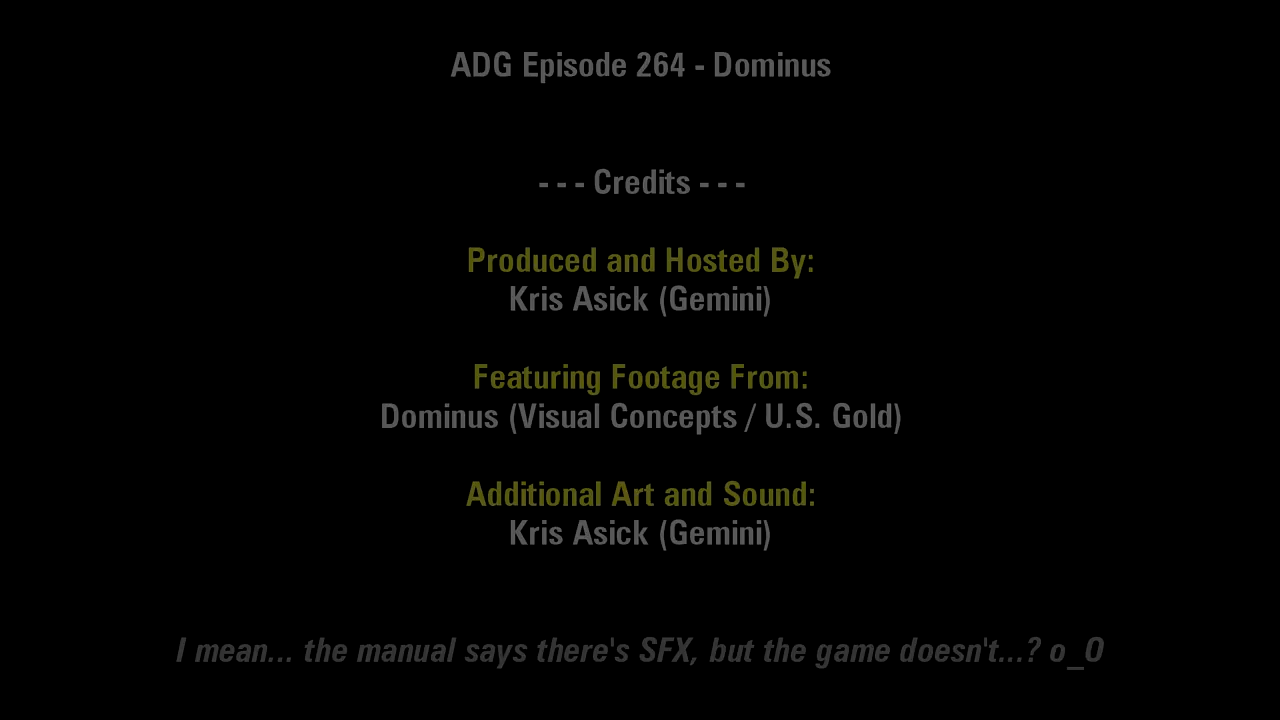 ADG Episode 264 - Dominus
- - - Credits - - -
Produced and Hosted By:
Kris Asick (Gemini)
Featuring Footage From:
Dominus (Visual Concepts / U.S. Gold)
Additional Art and Sound:
Kris Asick (Gemini)
I mean... the manual says there's SFX, but the game doesn't...? o_O